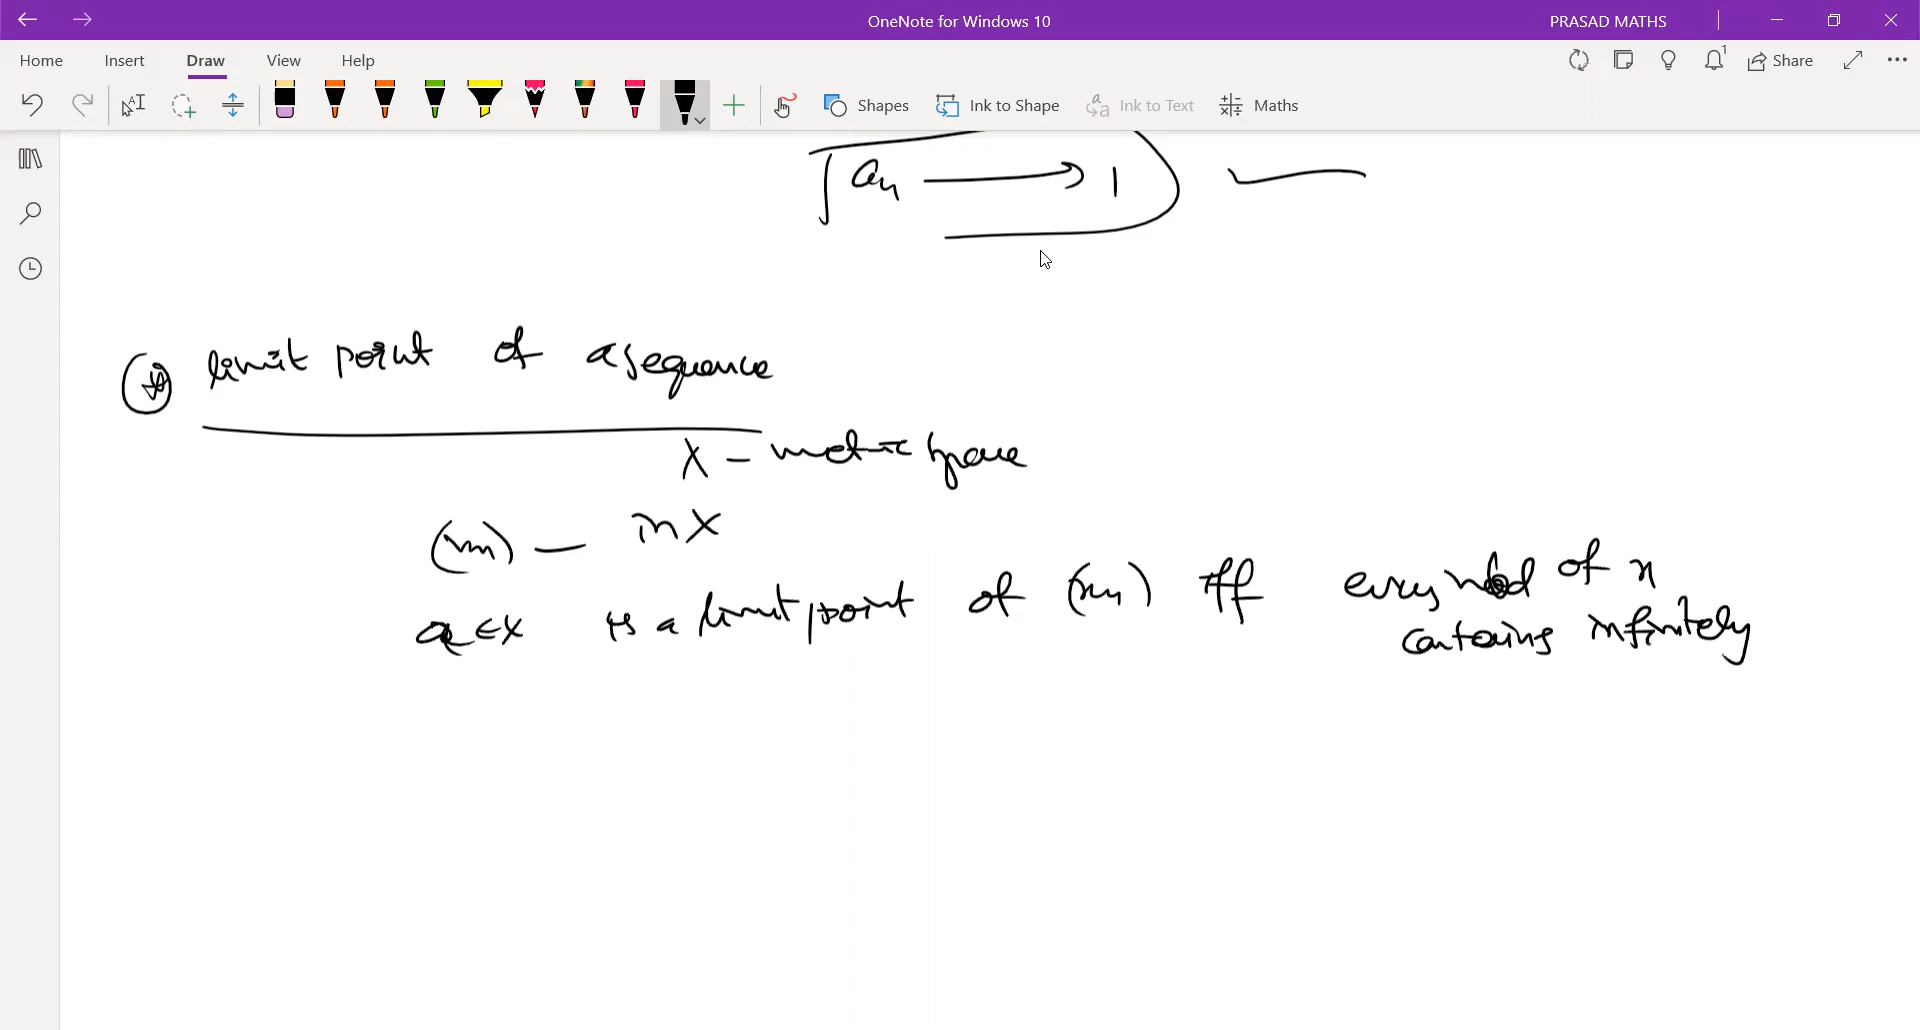 OneNote for Windows 10
PRASAD MATHS
Home Insert Draw View Help
1
Share
Shapes Ink to Shape Ink to Text Maths
an → 1
limit point of a sequence
X - metric space
(xn) - in X
x ∈ X is a limit point of (xn) iff every nbd of x
contains infinitely